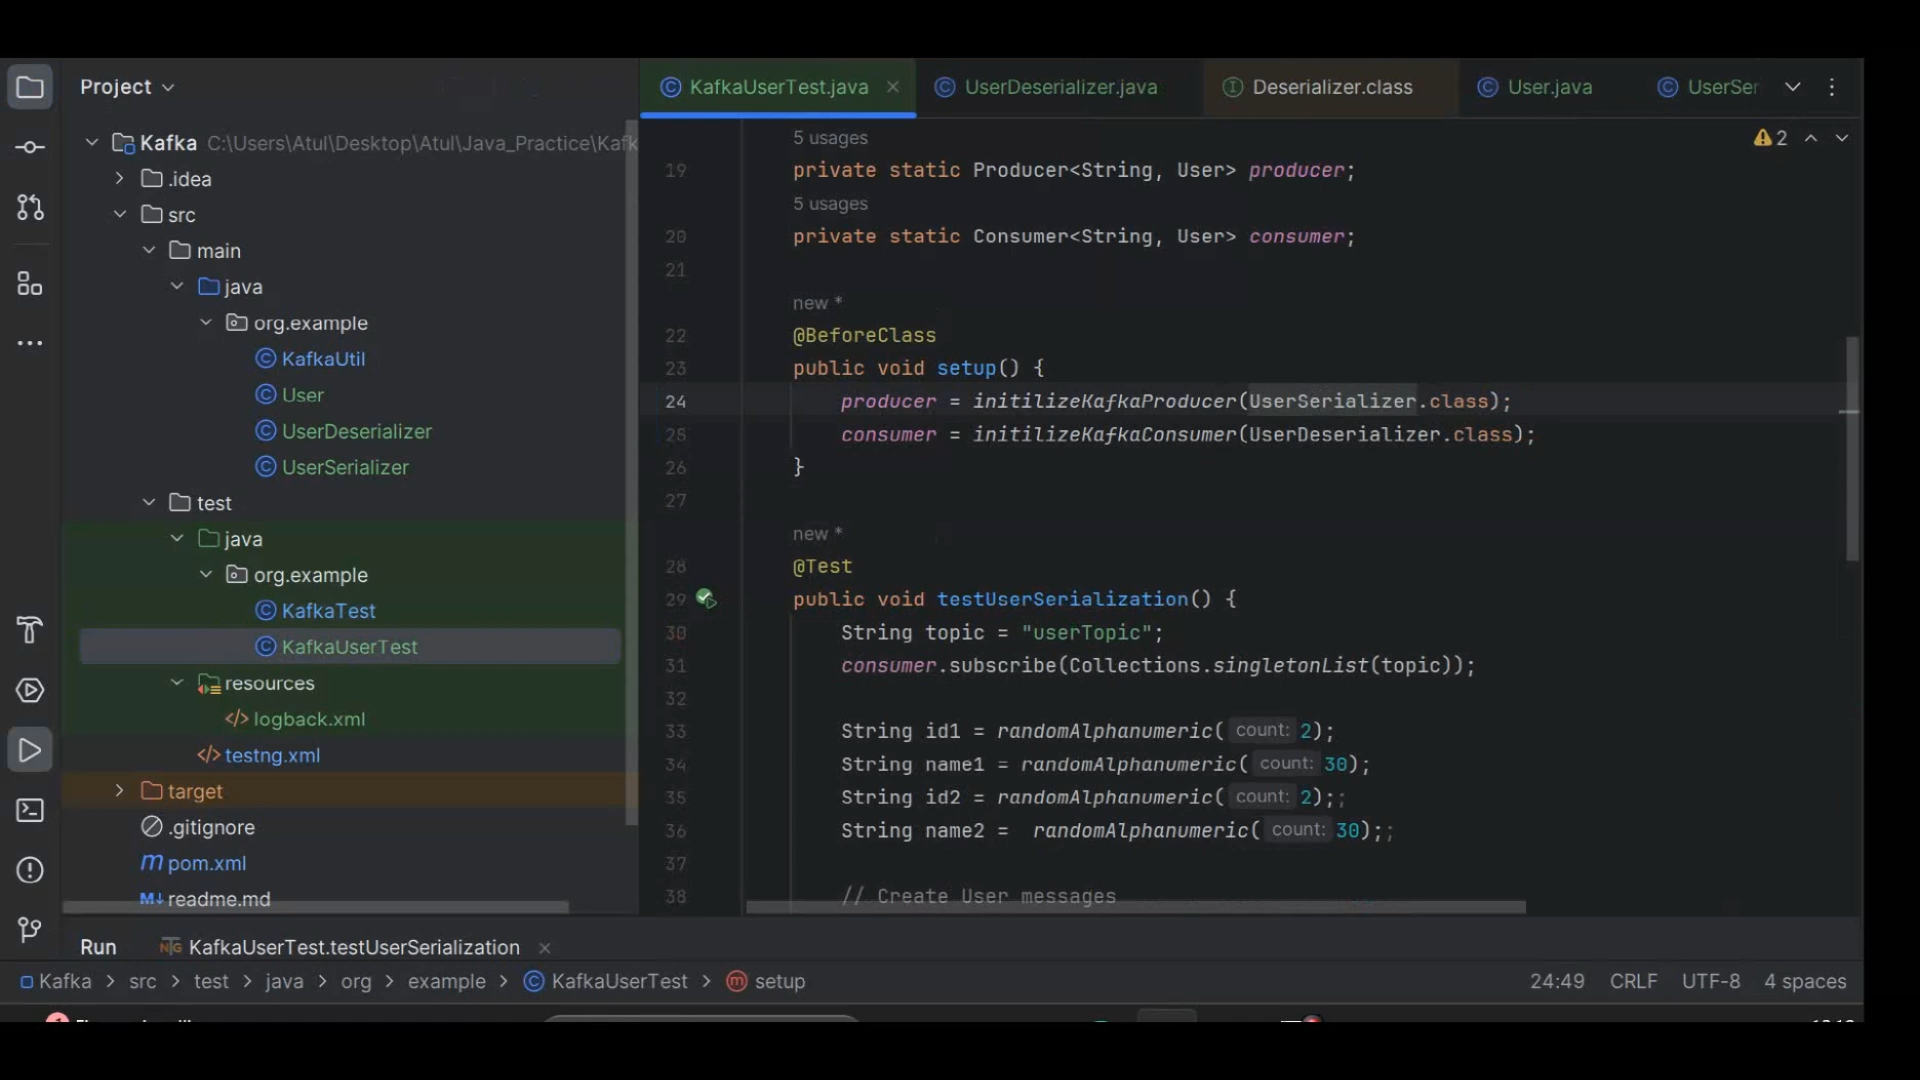 Project
Kafka C:\Users\Atul\Desktop\Atul\Java_Practice\Kafk
.idea
src
main
java
org.example
KafkaUtil
User
UserDeserializer
UserSerializer
test
java
org.example
KafkaTest
KafkaUserTest
resources
logback.xml
testng.xml
target
.gitignore
pom.xml
readme.md
KafkaUserTest.java UserDeserializer.java Deserializer.class User.java UserSer
2
5 usages
19 private static Producer<String, User> producer;
5 usages
20 private static Consumer<String, User> consumer;
21
new *
22 @BeforeClass
23 public void setup() {
24 producer = initilizeKafkaProducer(UserSerializer.class);
25 consumer = initilizeKafkaConsumer(UserDeserializer.class);
26 }
27
new *
28 @Test
29 public void testUserSerialization() {
30 String topic = "userTopic";
31 consumer.subscribe(Collections.singletonList(topic));
32
33 String id1 = randomAlphanumeric( count: 2);
34 String name1 = randomAlphanumeric( count: 30);
35 String id2 = randomAlphanumeric( count: 2);;
36 String name2 =  randomAlphanumeric( count: 30);;
37
38 // Create User messages
Run KafkaUserTest.testUserSerialization
Kafka > src > test > java > org > example > KafkaUserTest > setup
24:49 CRLF UTF-8 4 spaces